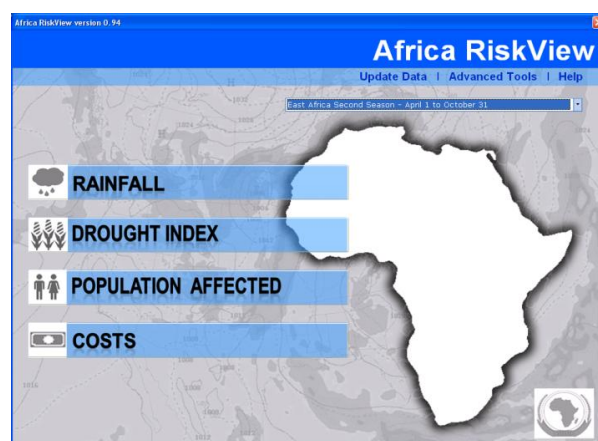 Africa RiskView version 0.94
Africa RiskView
Update Data | Advanced Tools | Help
East Africa Second Season - April 1 to October 31
RAINFALL
DROUGHT INDEX
POPULATION AFFECTED
COSTS